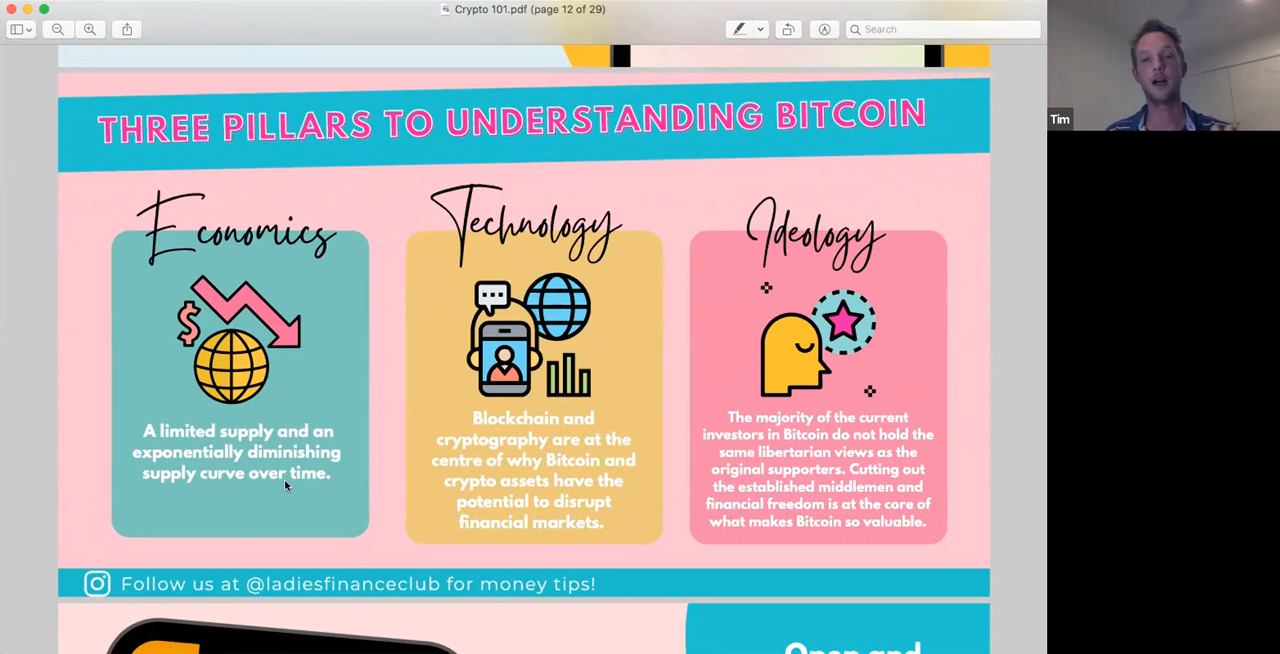 Crypto 101.pdf (page 12 of 29)
Search
THREE PILLARS TO UNDERSTANDING BITCOIN
Economics
A limited supply and an
exponentially diminishing
supply curve over time.
Technology
Blockchain and
cryptography are at the
centre of why Bitcoin and
crypto assets have the
potential to disrupt
financial markets.
Ideology
The majority of the current
investors in Bitcoin do not hold the
same libertarian views as the
original supporters. Cutting out
the established middlemen and
financial freedom is at the core of
what makes Bitcoin so valuable.
Follow us at @ladiesfinanceclub for money tips!
Open and
Tim